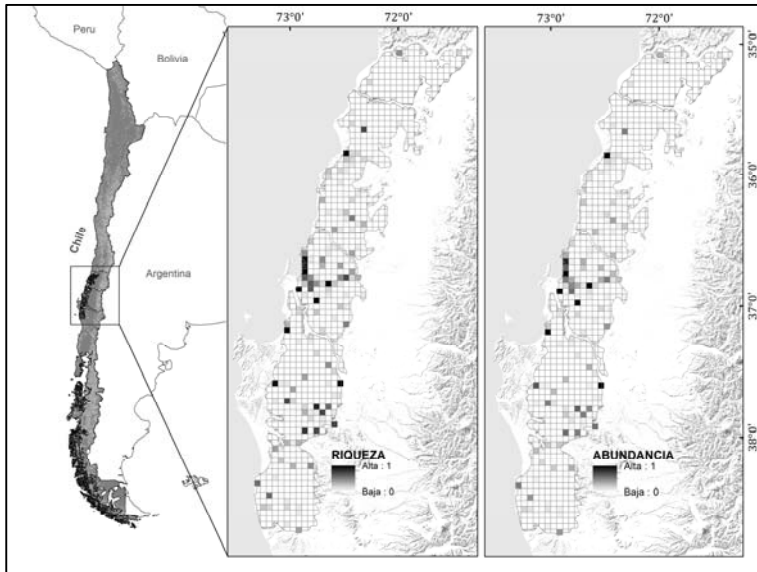 Peru
Bolivia
Chile
Argentina
73°0'
72°0'
73°0'
72°0'
35°0'
36°0'
37°0'
38°0'
RIQUEZA
Alta : 1
Baja : 0
ABUNDANCIA
Alta : 1
Baja : 0